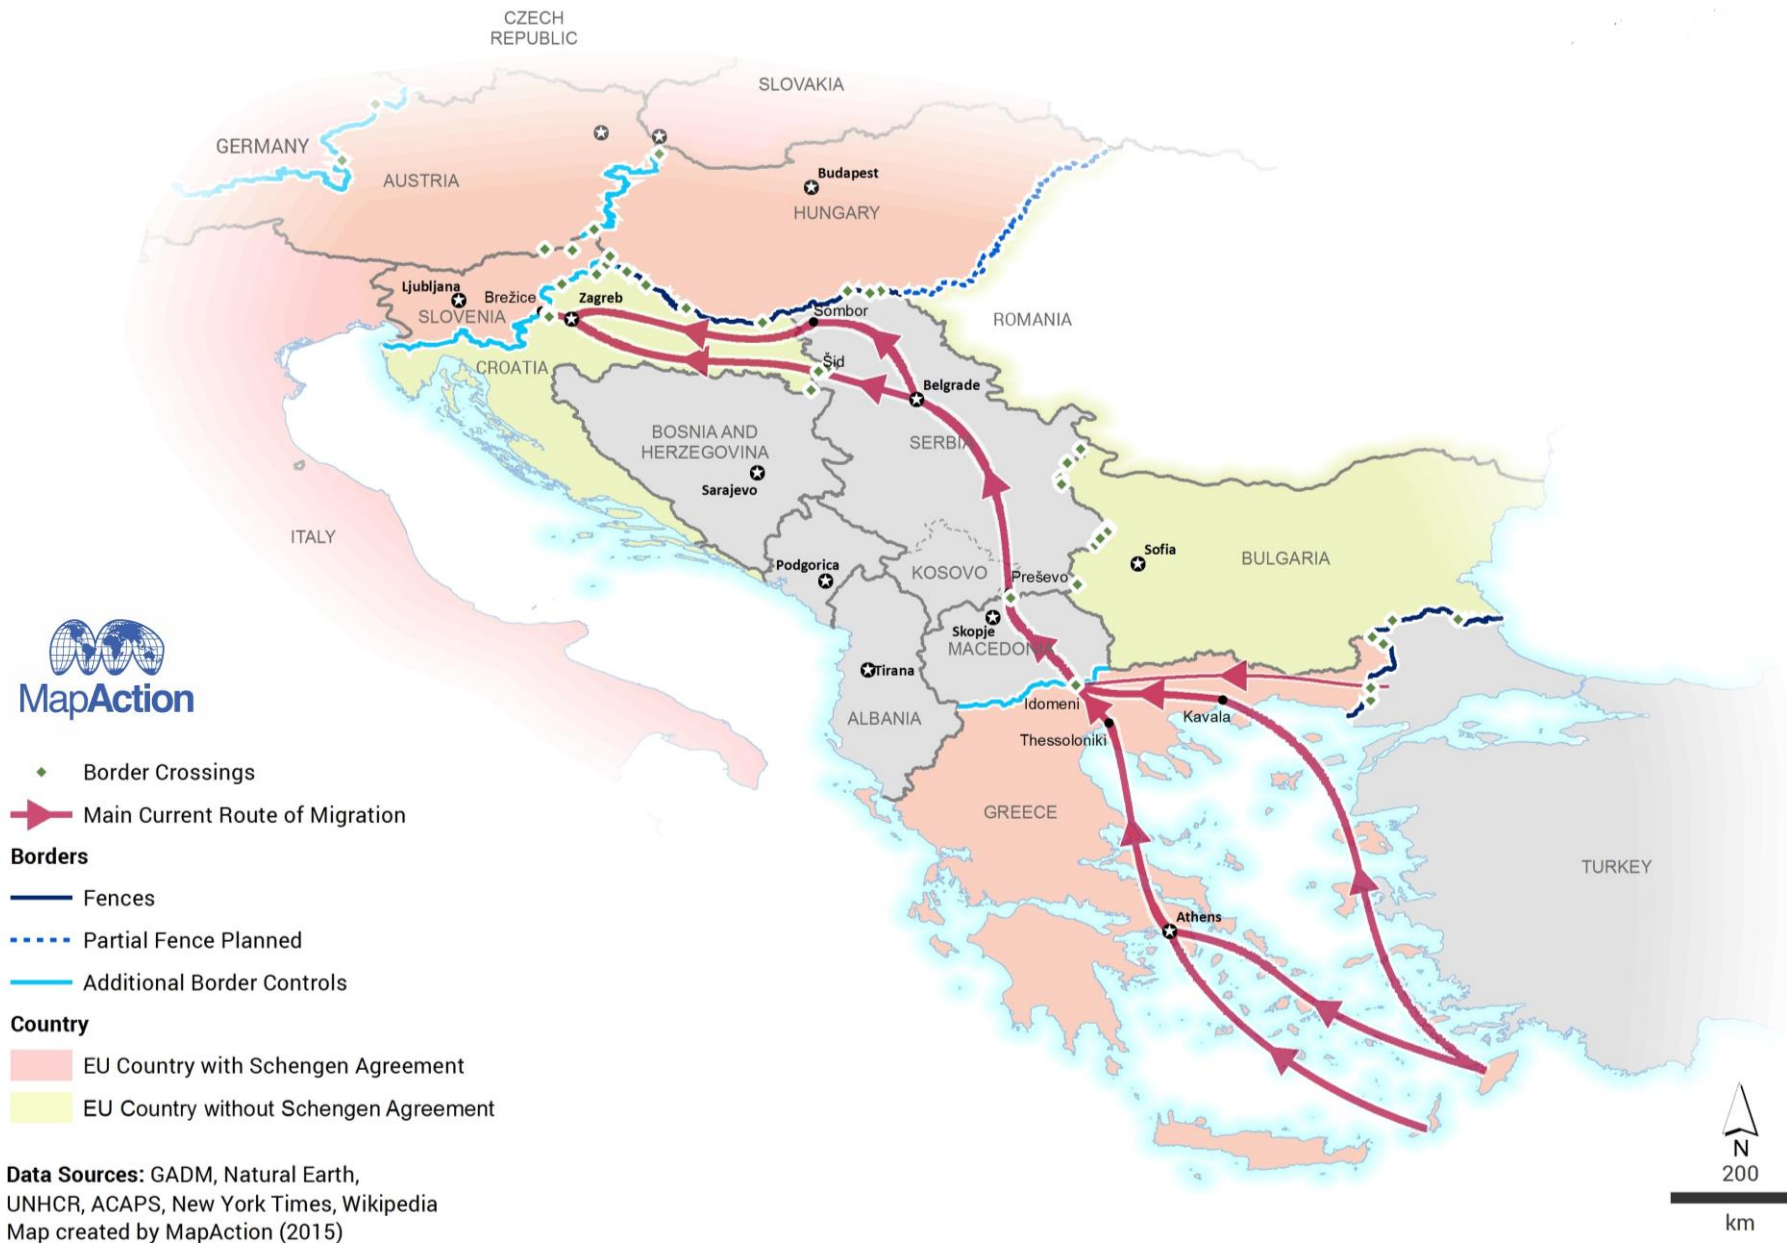 CZECH
REPUBLIC
SLOVAKIA
GERMANY
AUSTRIA
Budapest
HUNGARY
Ljubljana
Brežice
Zagreb
SLOVENIA
Sombor
ROMANIA
CROATIA
Šid
Belgrade
BOSNIA AND
HERZEGOVINA
SERBIA
Sarajevo
ITALY
Sofia
BULGARIA
Podgorica
KOSOVO
Preševo
Skopje
MACEDONIA
Tirana
ALBANIA
Idomeni
Kavala
Thessoloniki
GREECE
TURKEY
Athens
MapAction
Border Crossings
Main Current Route of Migration
Borders
Fences
Partial Fence Planned
Additional Border Controls
Country
EU Country with Schengen Agreement
EU Country without Schengen Agreement
Data Sources: GADM, Natural Earth,
UNHCR, ACAPS, New York Times, Wikipedia
Map created by MapAction (2015)
N
200
km